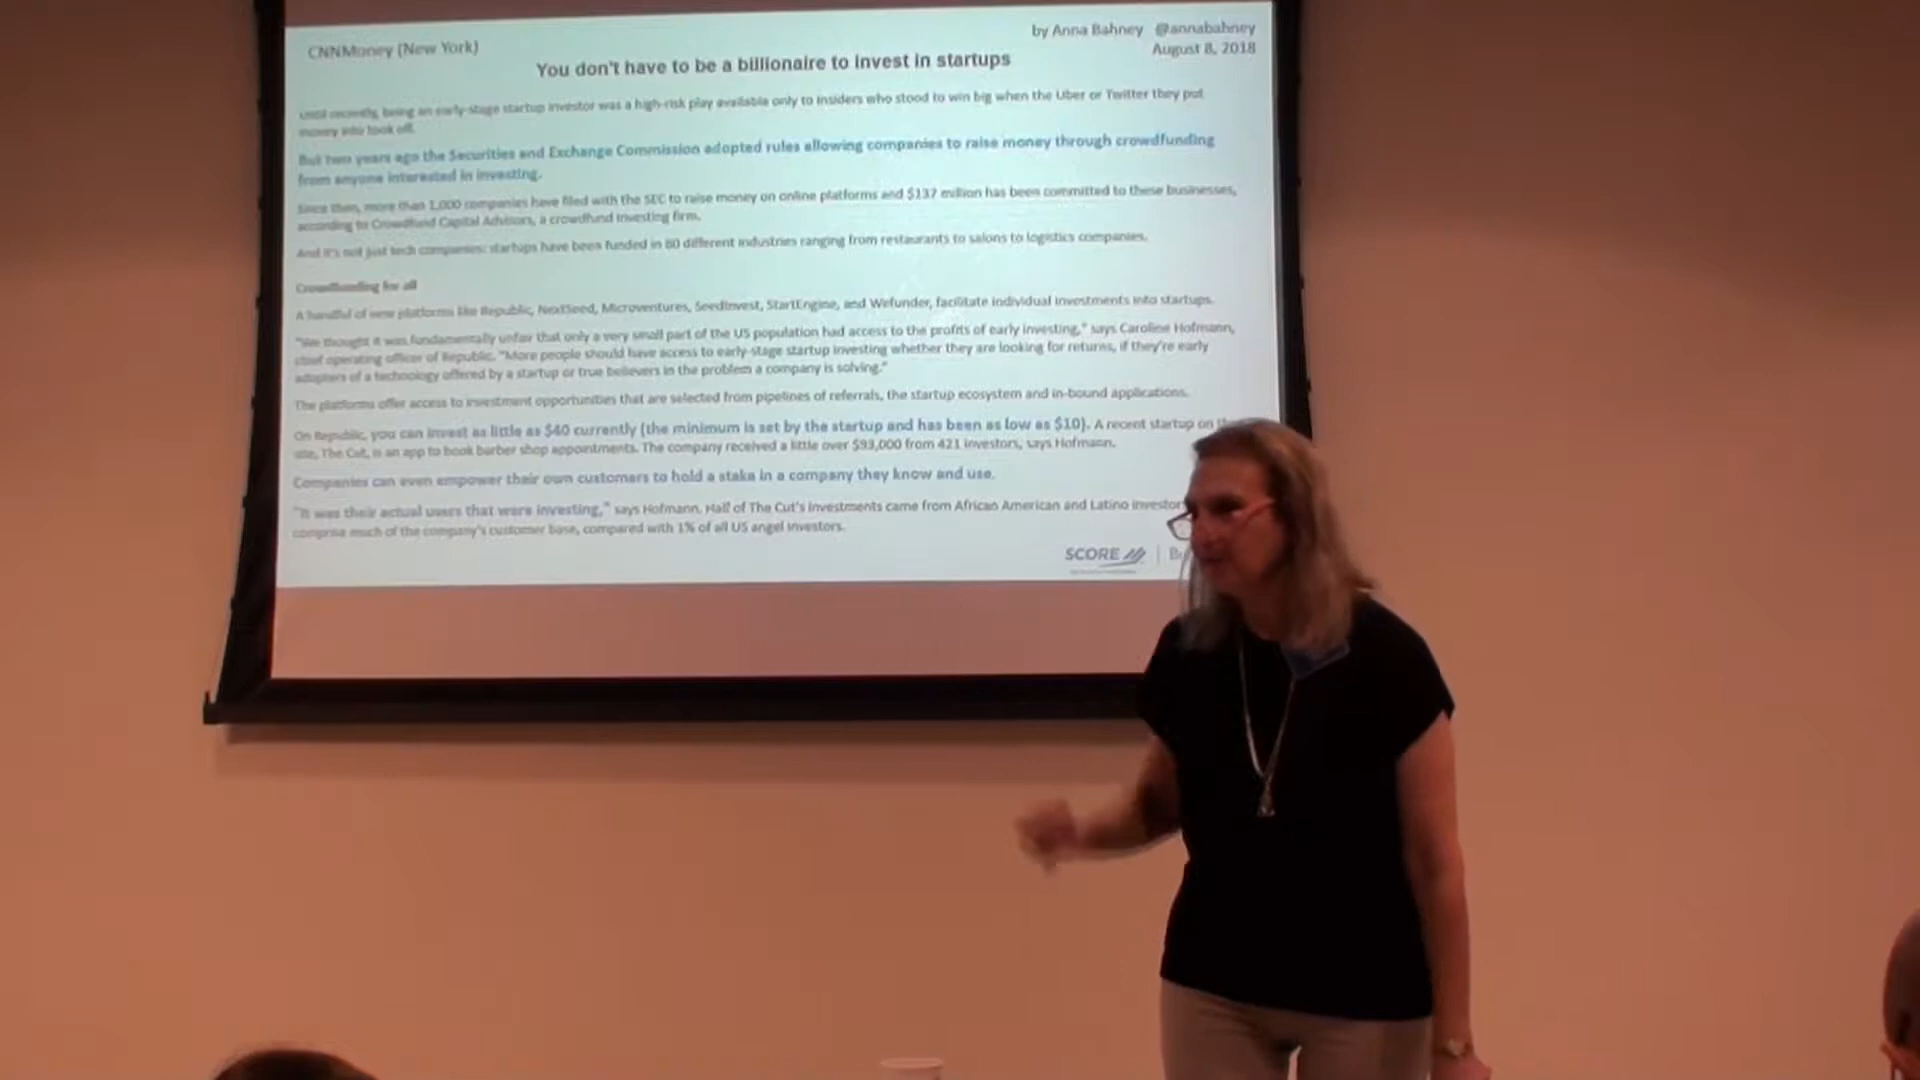 CNNMoney (New York)
by Anna Bahney @annabahney
August 8, 2018
You don't have to be a billionaire to invest in startups
Until recently, being an early-stage startup investor was a high-risk play available only to insiders who stood to win big when the Uber or Twitter they put
money into took off.
But two years ago the Securities and Exchange Commission adopted rules allowing companies to raise money through crowdfunding
from anyone interested in investing.
Since then, more than 1,000 companies have filed with the SEC to raise money on online platforms and $137 million has been committed to these businesses,
according to Crowdfund Capital Advisors, a crowdfund investing firm.
And it's not just tech companies: startups have been funded in 80 different industries ranging from restaurants to salons to logistics companies.
Crowdfunding for all
A handful of new platforms like Republic, NextSeed, Microventures, SeedInvest, StartEngine, and Wefunder, facilitate individual investments into startups.
"We thought it was fundamentally unfair that only a very small part of the US population had access to the profits of early investing," says Caroline Hofmann,
chief operating officer of Republic. "More people should have access to early-stage startup investing whether they are looking for returns, if they're early
adopters of a technology offered by a startup or true believers in the problem a company is solving."
The platforms offer access to investment opportunities that are selected from pipelines of referrals, the startup ecosystem and in-bound applications.
On Republic, you can invest as little as $40 currently (the minimum is set by the startup and has been as low as $10). A recent startup on
site, The Cut, is an app to book barber shop appointments. The company received a little over $93,000 from 421 investors, says Hofmann.
Companies can even empower their own customers to hold a stake in a company they know and use.
"It was their actual users that were investing," says Hofmann. Half of The Cut's investments came from African American and Latino investor
comprise much of the company's customer base, compared with 1% of all US angel investors.
SCORE